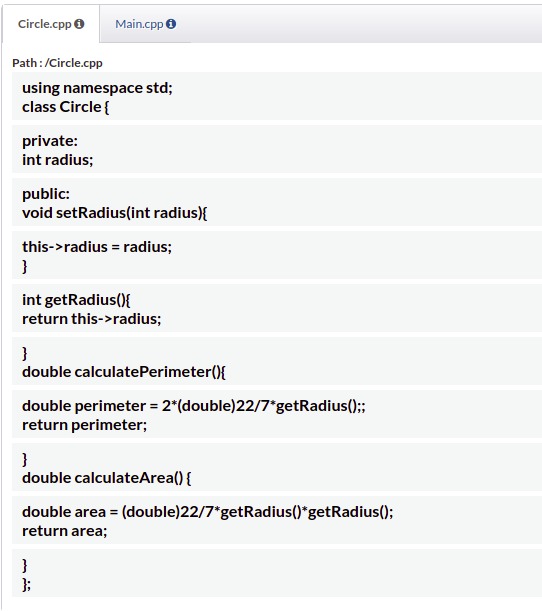 Circle.cpp Main.cpp
Path : /Circle.cpp
using namespace std;
class Circle {
private:
int radius;
public:
void setRadius(int radius){
this->radius = radius;
}
int getRadius(){
return this->radius;
}
double calculatePerimeter(){
double perimeter = 2*(double)22/7*getRadius();;
return perimeter;
}
double calculateArea() {
double area = (double)22/7*getRadius()*getRadius();
return area;
}
};